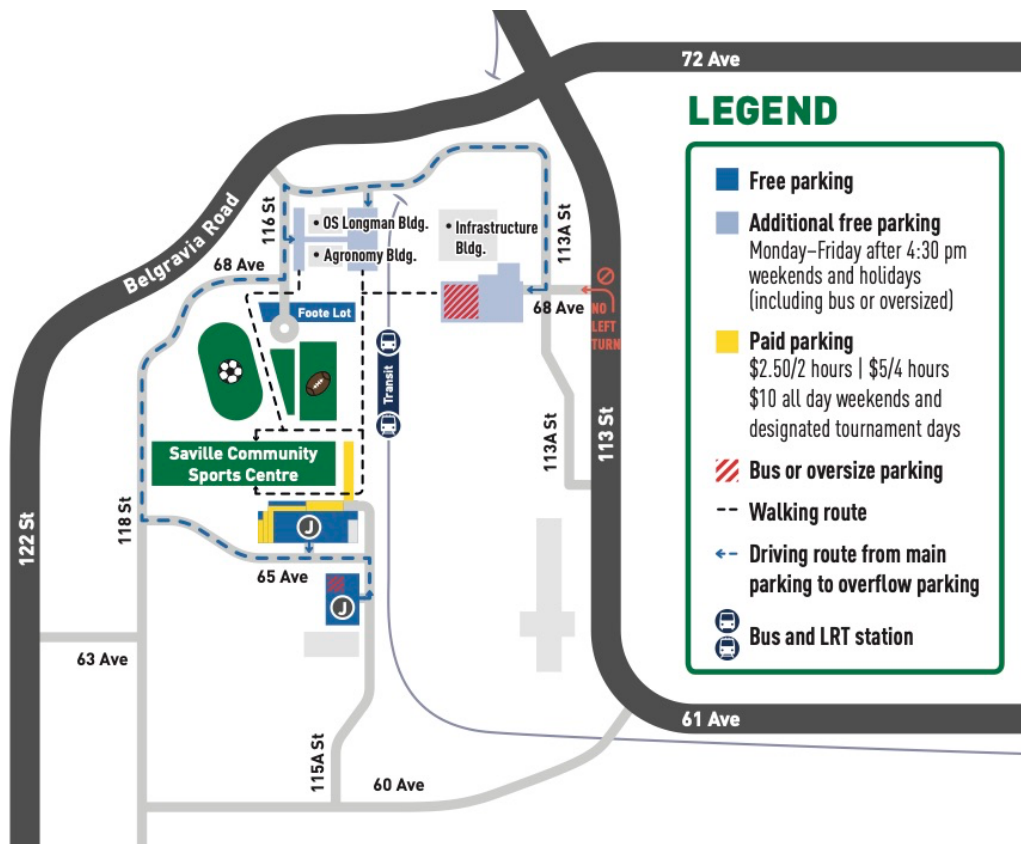 72 Ave
LEGEND
Free parking
Additional free parking
Monday–Friday after 4:30 pm
weekends and holidays
(including bus or oversized)
Paid parking
$2.50/2 hours | $5/4 hours
$10 all day weekends and
designated tournament days
Bus or oversize parking
Walking route
Driving route from main
parking to overflow parking
Bus and LRT station
Belgravia Road
116 St
• OS Longman Bldg.
• Agronomy Bldg.
• Infrastructure
Bldg.
113A St
68 Ave
68 Ave
NO
LEFT
TURN
Foote Lot
Transit
113A St
113 St
Saville Community
Sports Centre
J
118 St
122 St
65 Ave
J
63 Ave
61 Ave
115A St
60 Ave